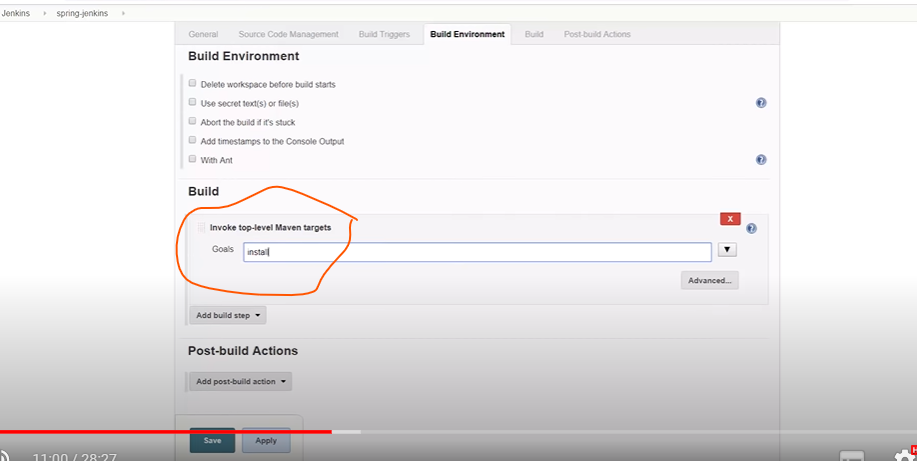 Jenkins › spring-jenkins ›
General Source Code Management Build Triggers Build Environment Build Post-build Actions
Build Environment
Delete workspace before build starts
Use secret text(s) or file(s)
Abort the build if it's stuck
Add timestamps to the Console Output
With Ant
Build
Invoke top-level Maven targets
X
Goals
install
Advanced...
Add build step
Post-build Actions
Add post-build action
Save Apply
11:00 / 28:27